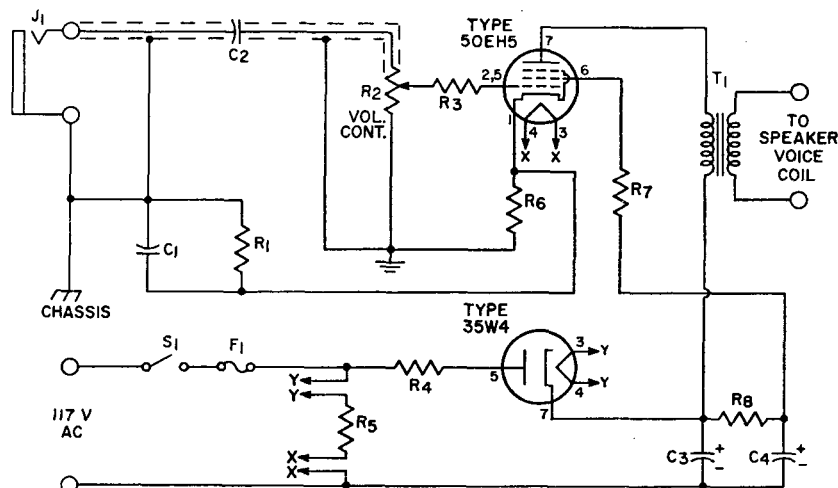 J1
C2
TYPE
50EH5
7
2,5
6
1
4
3
X
X
R2
VOL.
CONT.
R3
T1
TO
SPEAKER
VOICE
COIL
R6
R7
C1
R1
CHASSIS
TYPE
35W4
S1
F1
117 V
AC
Y
Y
R5
X
X
R4
5
3
Y
4
Y
7
R8
C3
+
-
C4
+
-